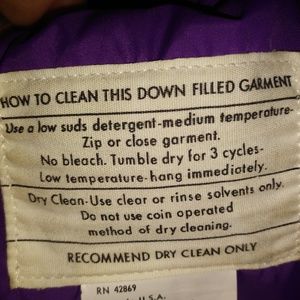 HOW TO CLEAN THIS DOWN FILLED GARMENT
Use a low suds detergent-medium temperature-
Zip or close garment.
No bleach. Tumble dry for 3 cycles-
Low temperature-hang immediately.
Dry Clean-Use clear or rinse solvents only.
Do not use coin operated
method of dry cleaning.
RECOMMEND DRY CLEAN ONLY
RN 42869
U.S.A.